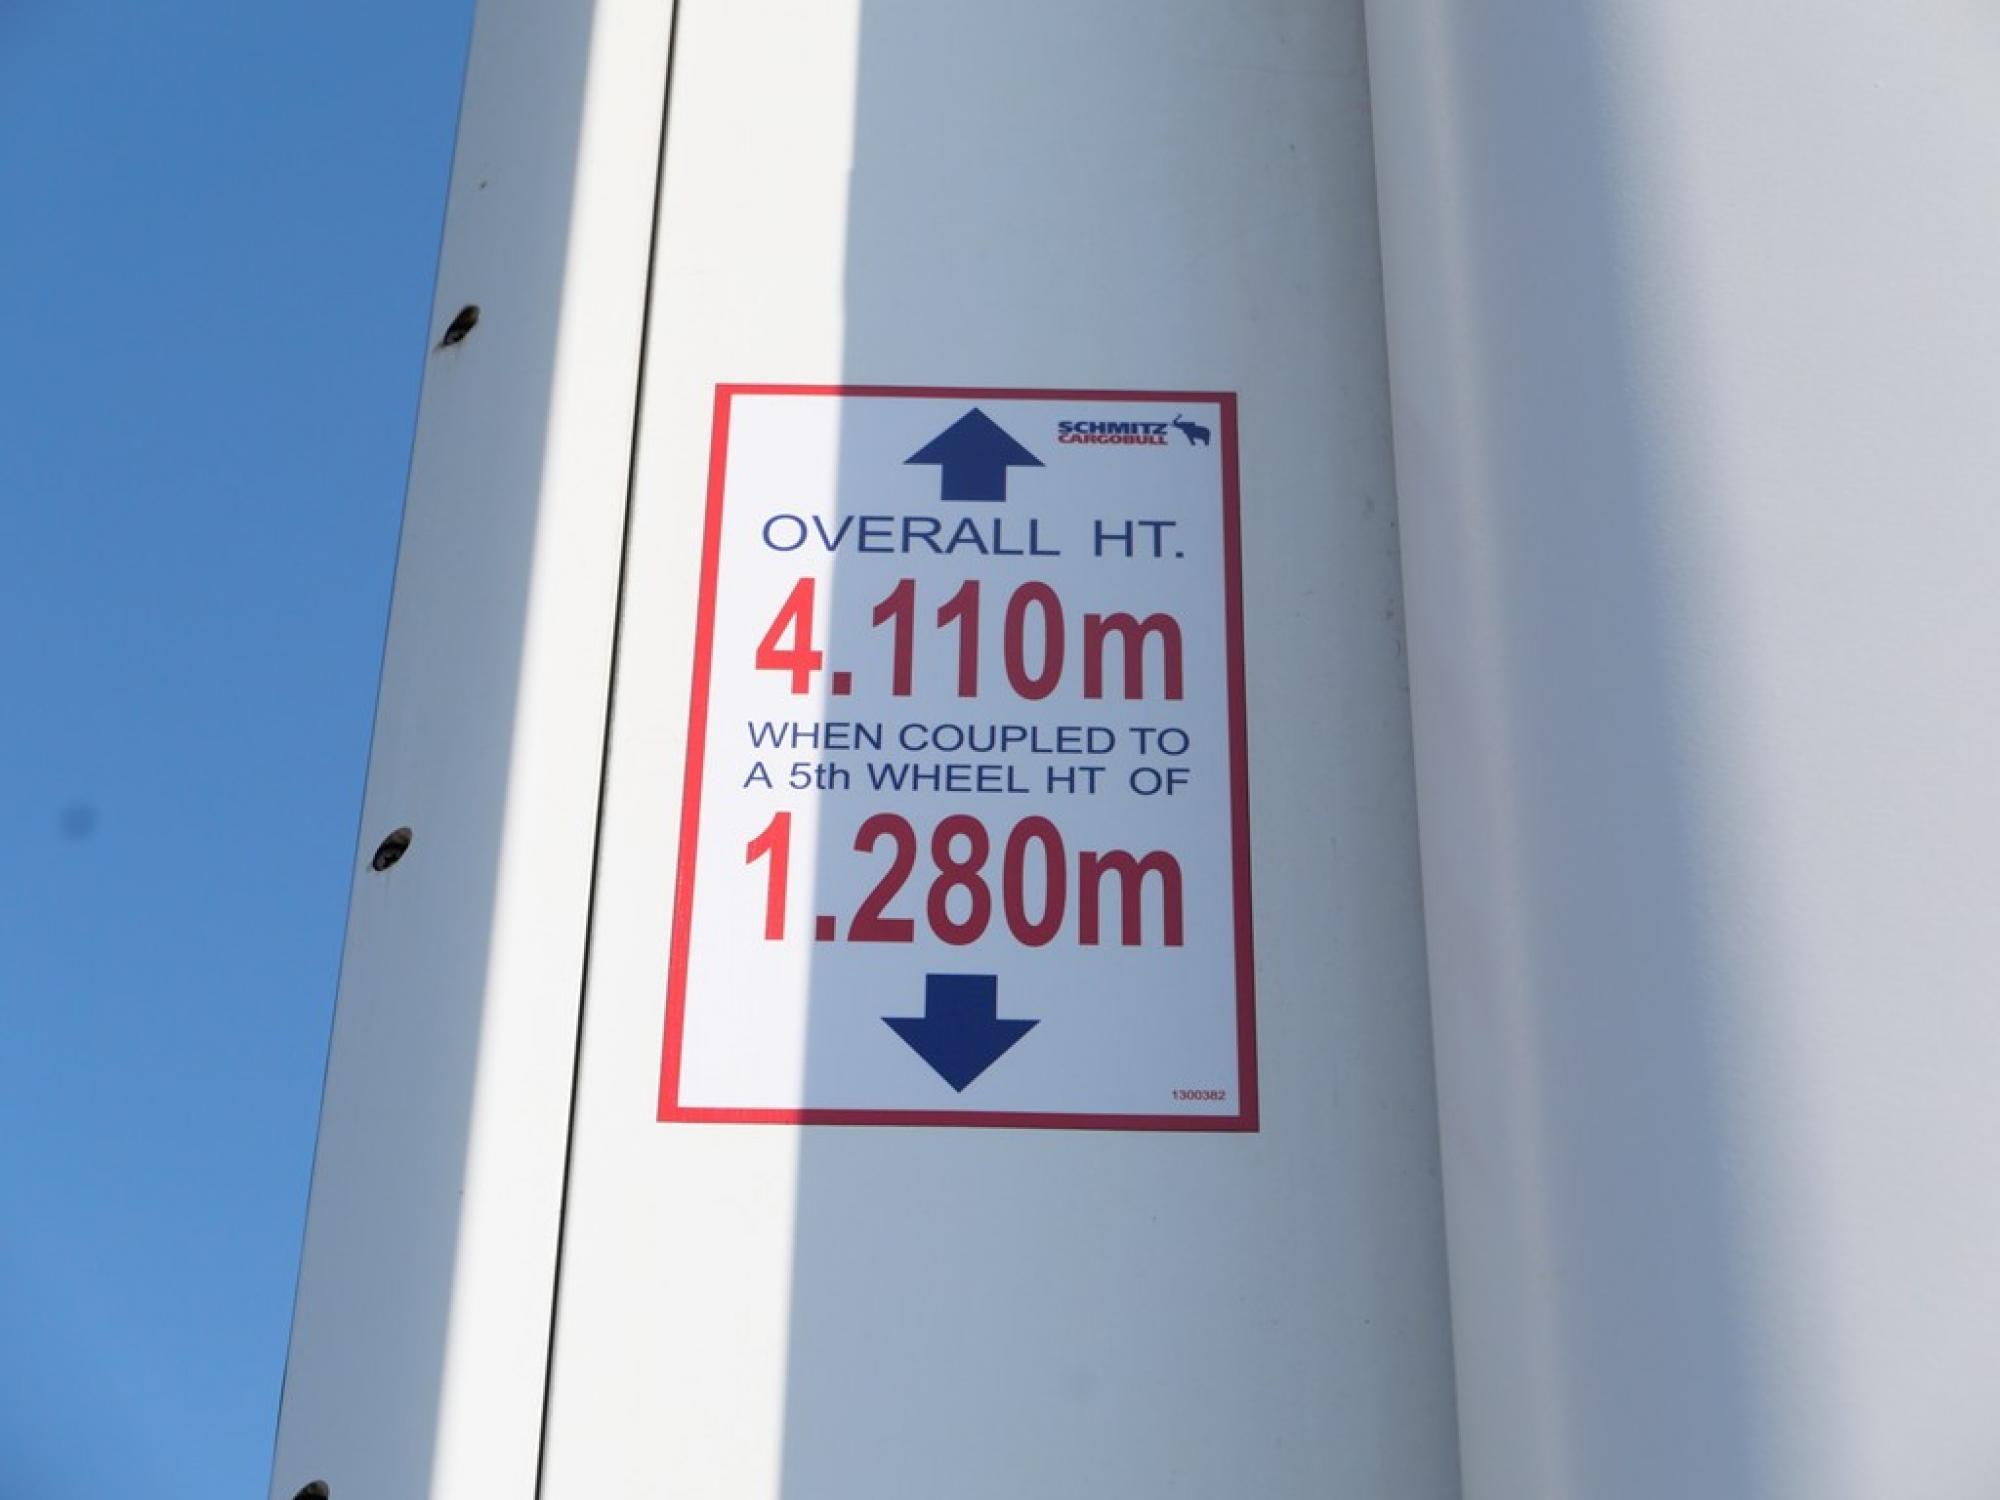 SCHMITZ
CARGOBULL
OVERALL HT.
4.110m
WHEN COUPLED TO
A 5th WHEEL HT OF
1.280m
1300382